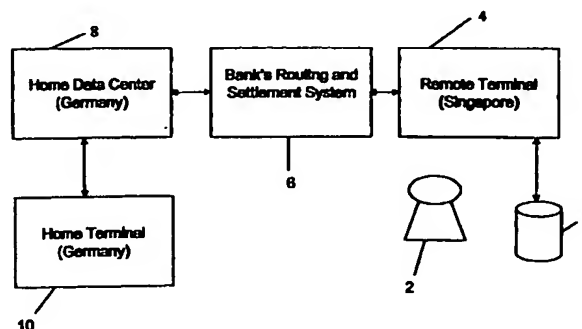 8
4
Home Data Center
(Germany)
Bank's Routing and
Settlement System
Remote Terminal
(Singapore)
6
Home Terminal
(Germany)
2
10